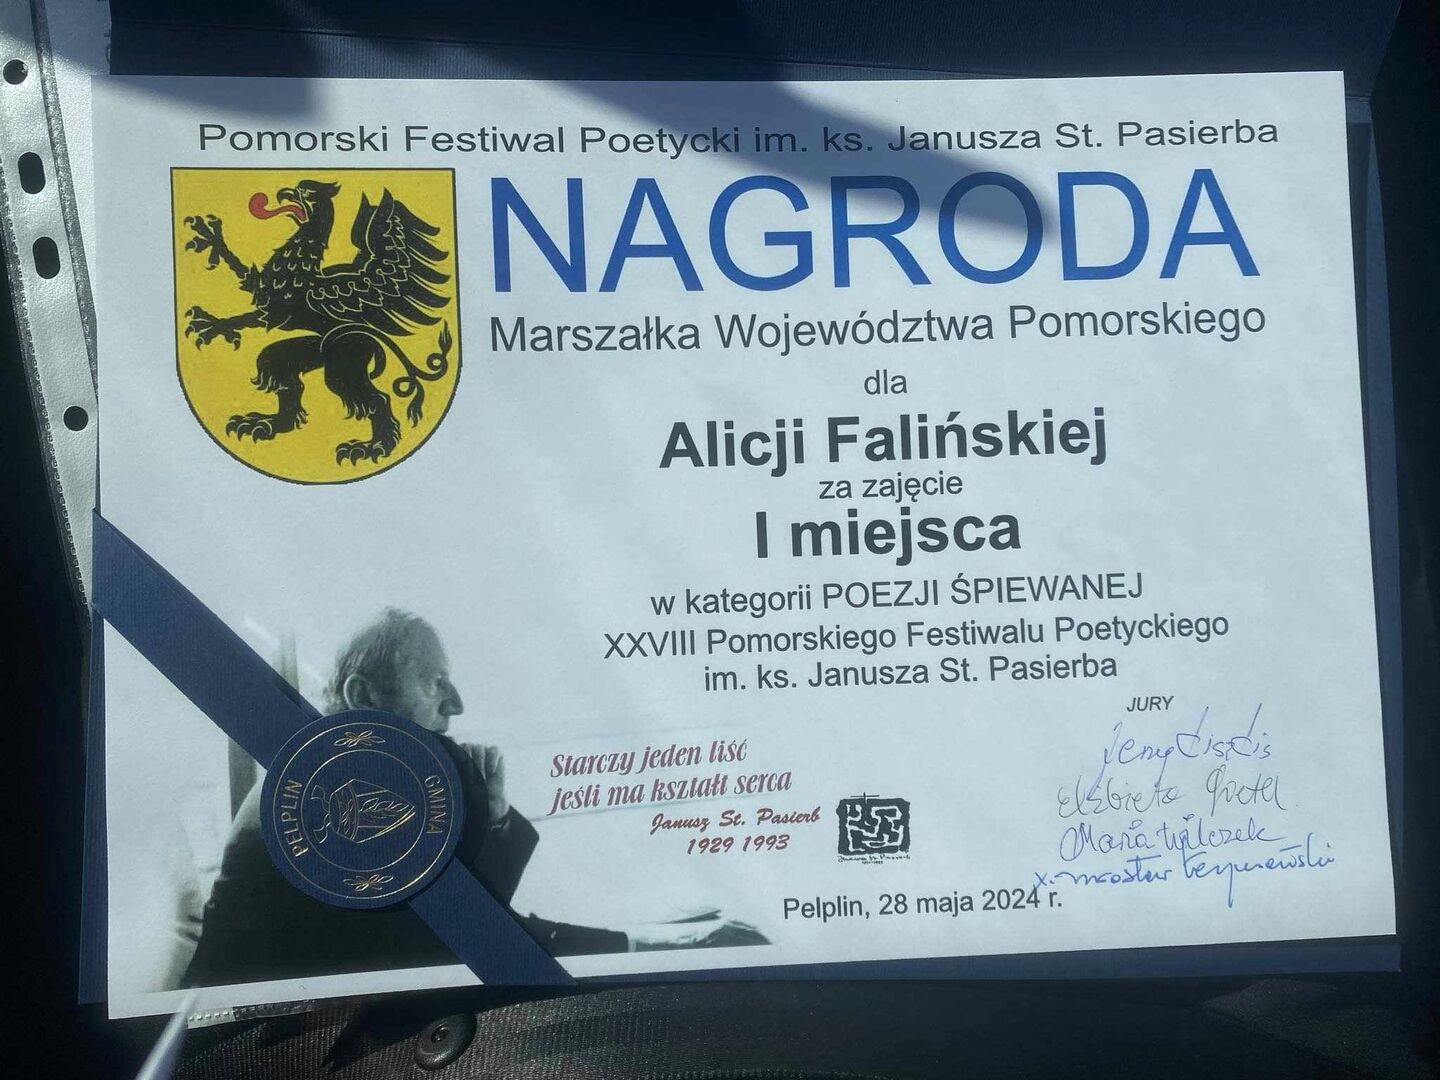 Pomorski Festiwal Poetycki im. ks. Janusza St. Pasierba
NAGRODA
Marszałka Województwa Pomorskiego
dla
Alicji Falińskiej
za zajęcie
I miejsca
w kategorii POEZJI ŚPIEWANEJ
XXVIII Pomorskiego Festiwalu Poetyckiego
im. ks. Janusza St. Pasierba
JURY
Elżbieta
Maria Wilczek
Starczy jeden liść
jeśli ma kształt serca
Janusz St. Pasierb
1929 1993
Pelplin, 28 maja 2024 r.
GMINA
PELPLIN